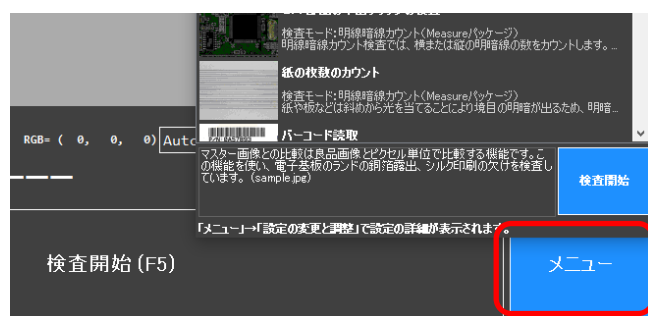 検査モード：明線暗線カウント（Measureパッケージ）
明線暗線カウント検査では、横または縦の明暗線の数をカウントします。...
紙の枚数のカウント
検査モード：明線暗線カウント（Measureパッケージ）
紙や板などは斜めから光を当てることにより境目の明暗が出るため、明暗...
バーコード読取
RGB= ( 0, 0, 0) Auto
マスター画像との比較は良品画像とピクセル単位で比較する機能です。こ
の機能を使い、電子基板のランドの銅箔露出、シルク印刷の欠けを検査し
ています。（sample.jpg）
検査開始
「メニュー」→「設定の変更と調整」で設定の詳細が表示されます。
検査開始 (F5)
メニュー